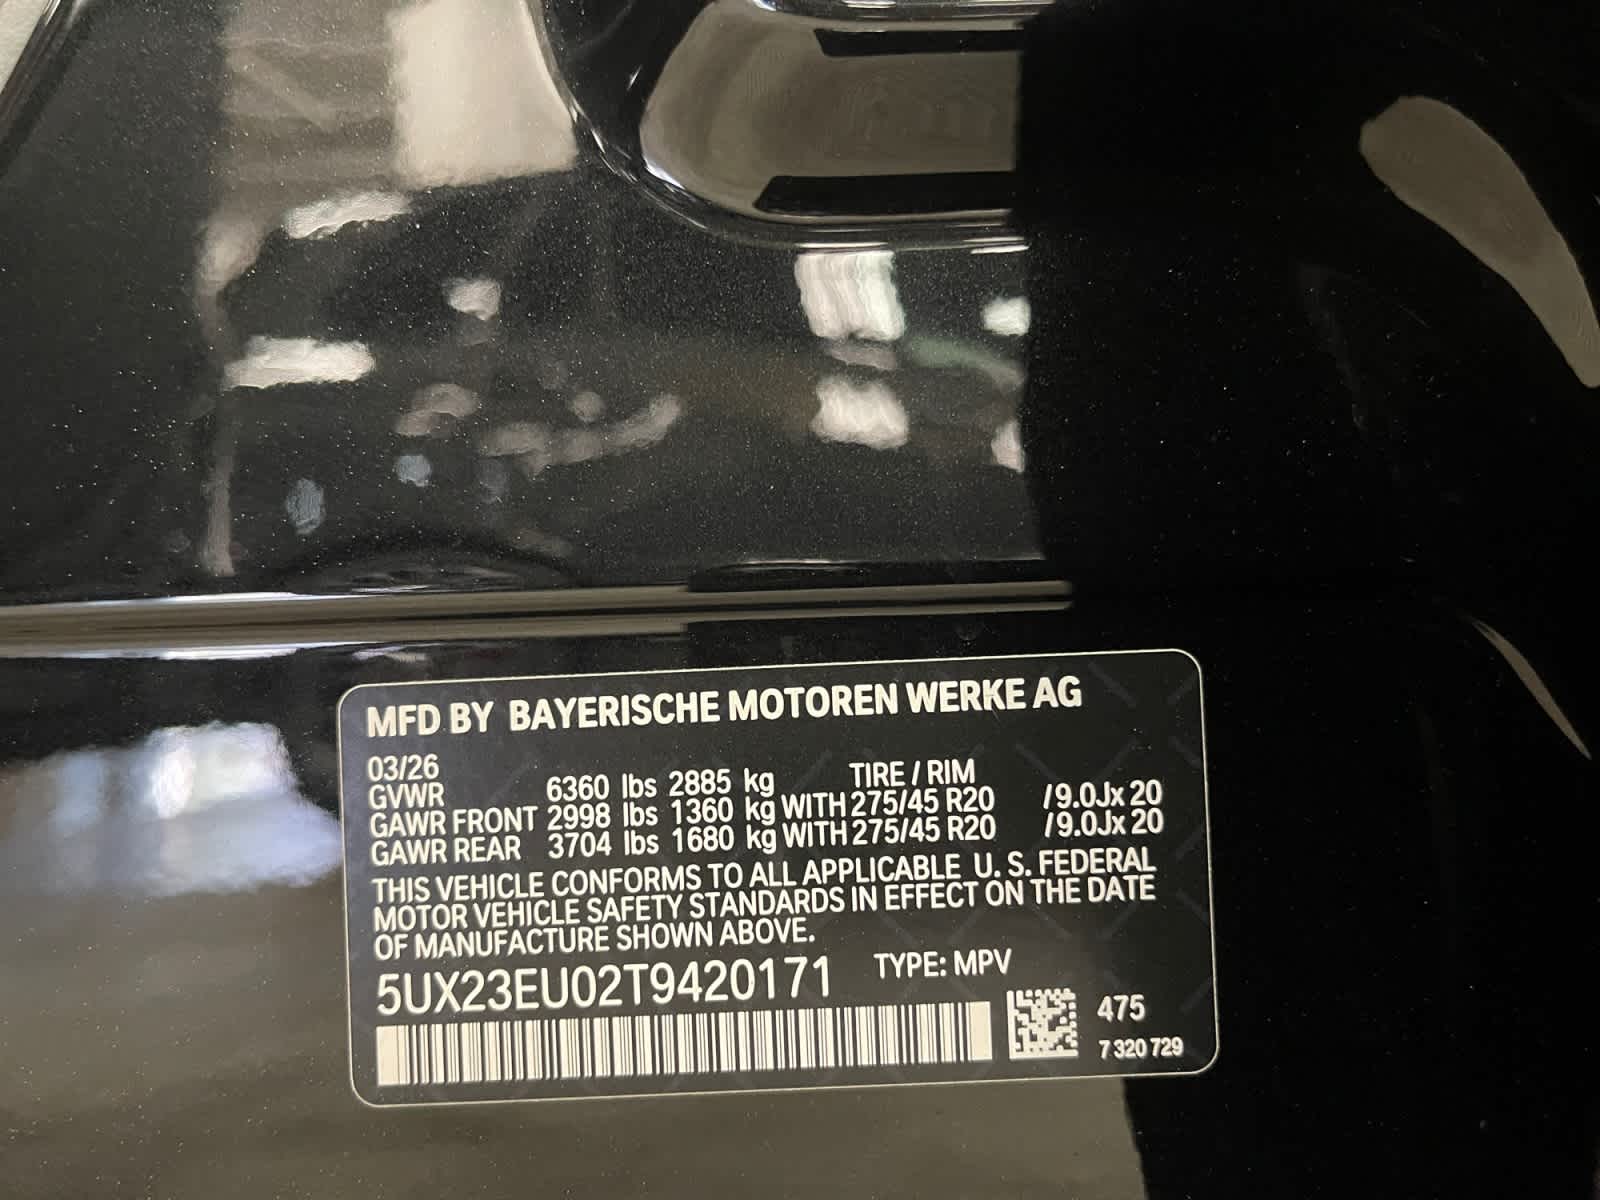 MFD BY BAYERISCHE MOTOREN WERKE AG
03/26
GVWR 6360 lbs 2885 kg TIRE / RIM
GAWR FRONT 2998 lbs 1360 kg WITH 275/45 R20 / 9.0Jx 20
GAWR REAR 3704 lbs 1680 kg WITH 275/45 R20 / 9.0Jx 20
THIS VEHICLE CONFORMS TO ALL APPLICABLE U. S. FEDERAL
MOTOR VEHICLE SAFETY STANDARDS IN EFFECT ON THE DATE
OF MANUFACTURE SHOWN ABOVE.
5UX23EU02T9420171 TYPE: MPV
475
7 320 729